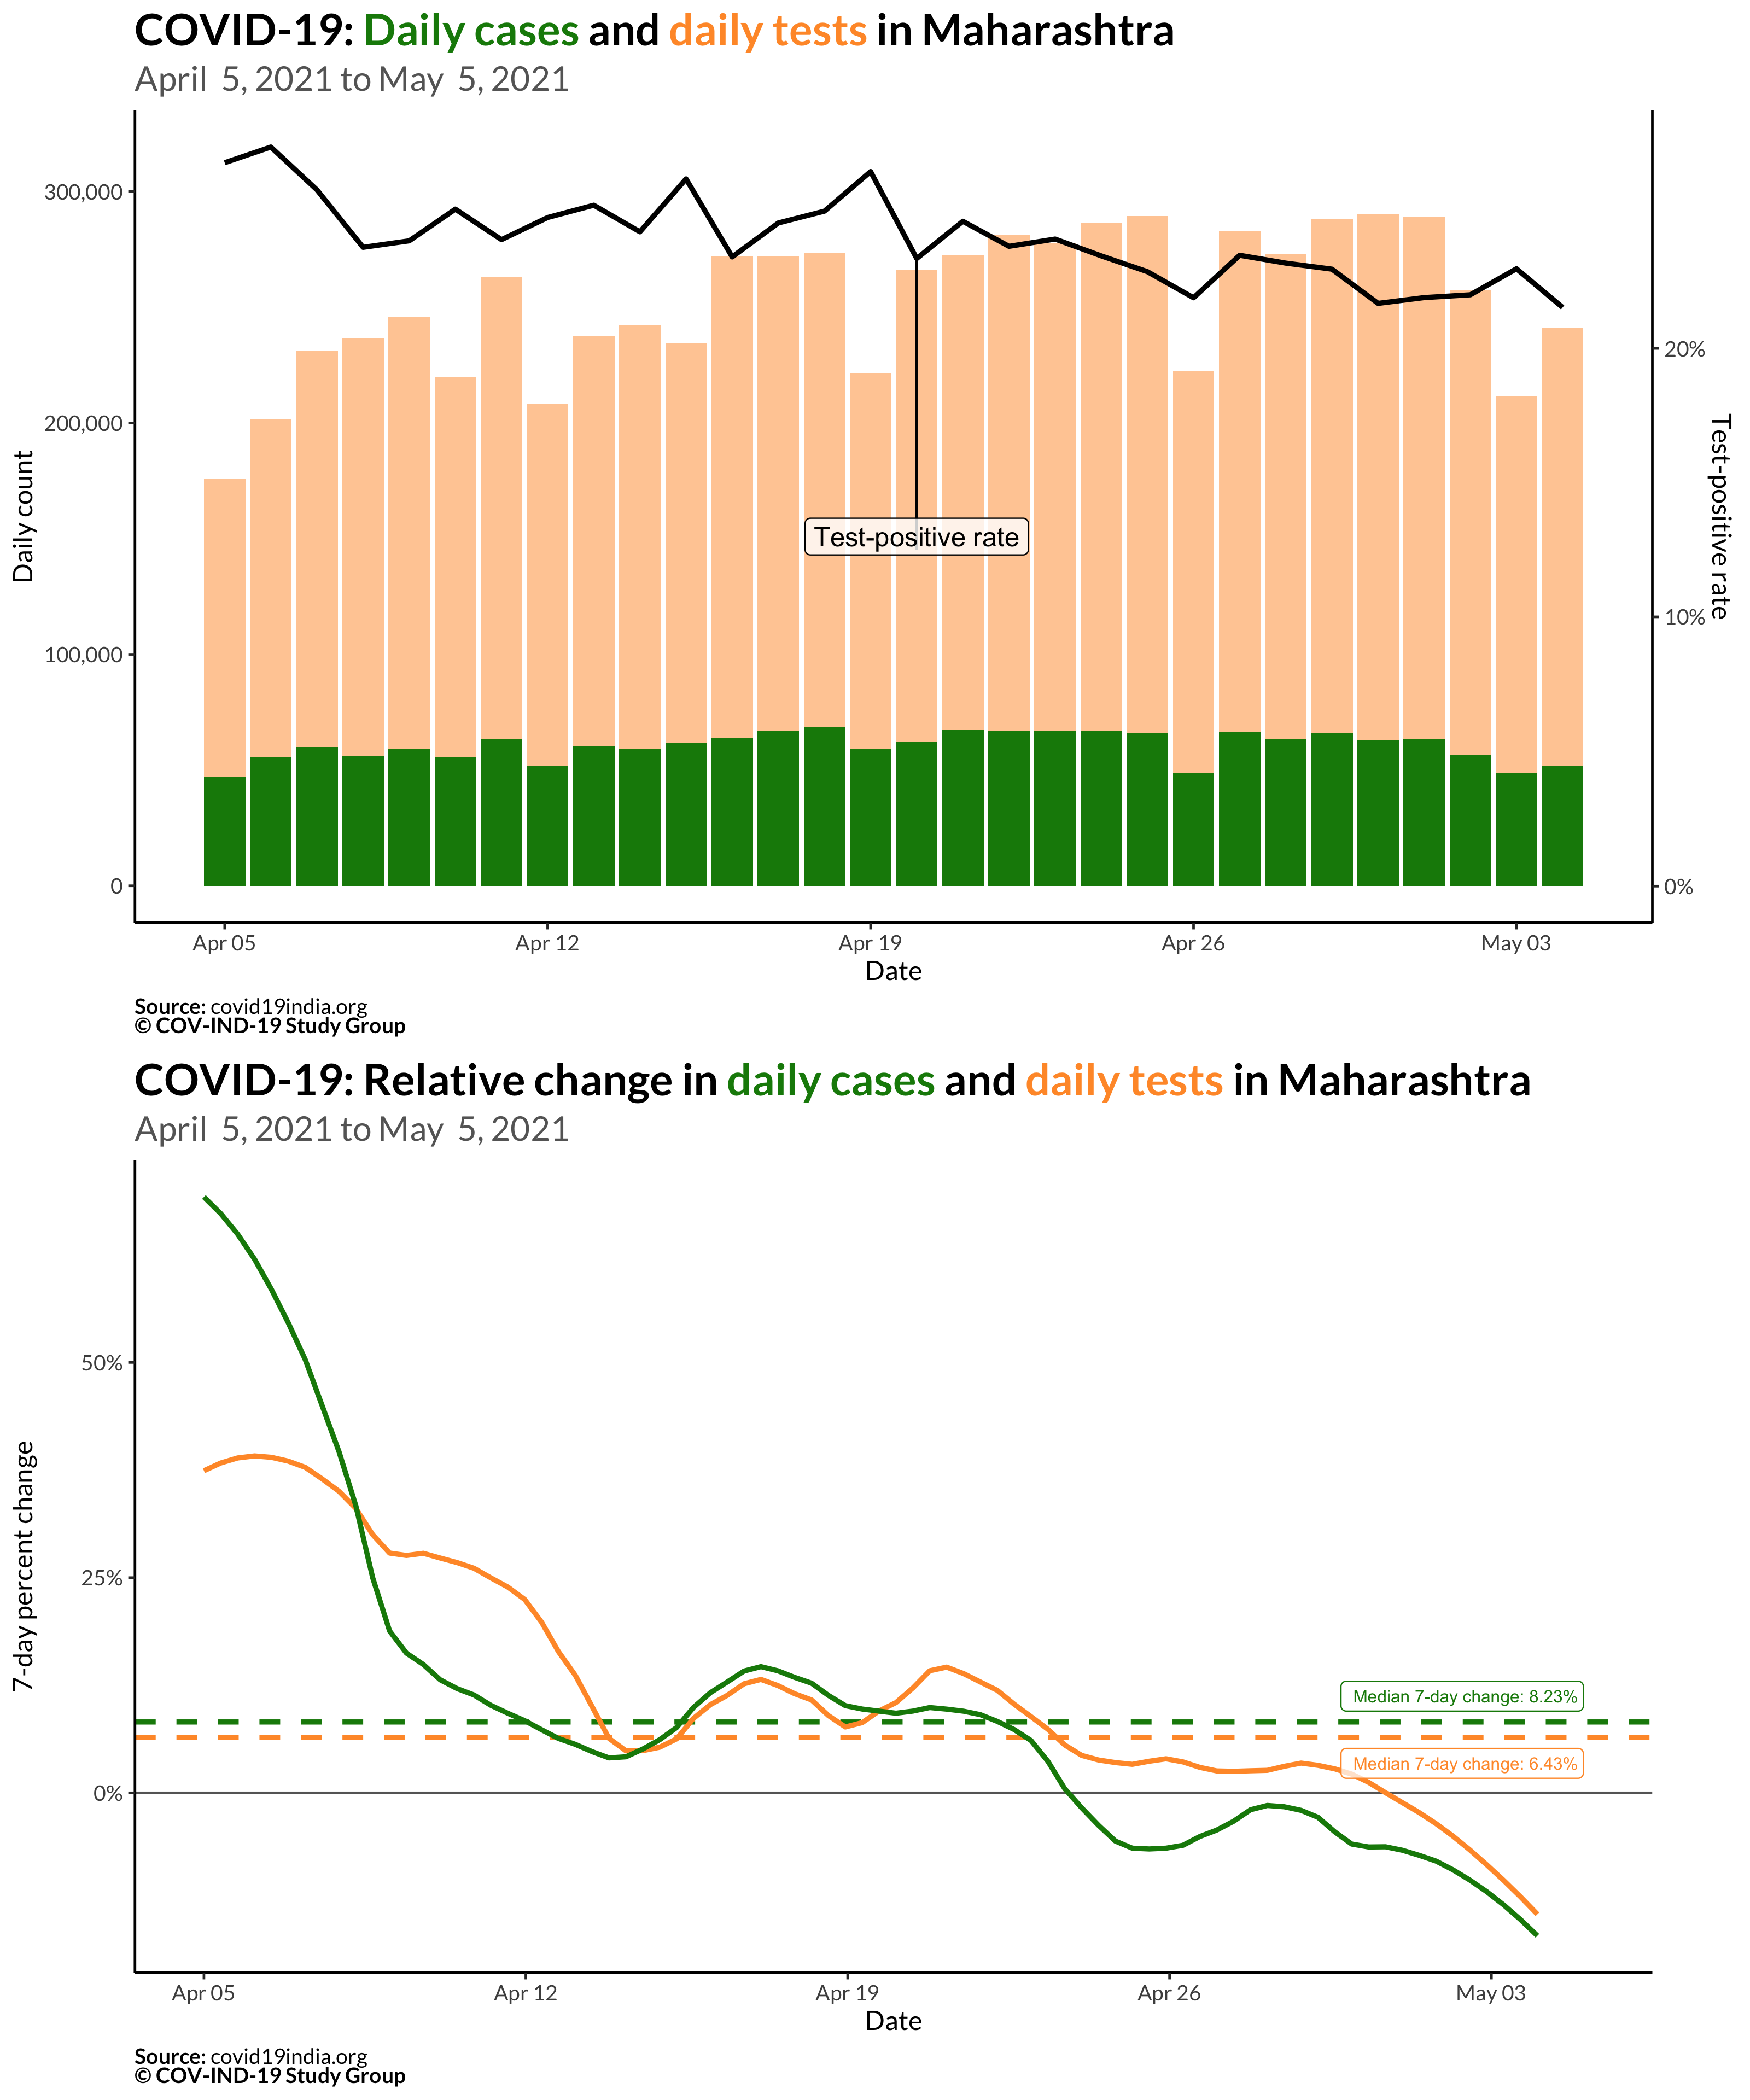 COVID-19: Daily cases and daily tests in Maharashtra
April 5, 2021 to May 5, 2021
300,000
200,000
100,000
0
Daily count
20%
10%
0%
Test-positive rate
Test-positive rate
Apr 05
Apr 12
Apr 19
Apr 26
May 03
Date
Source: covid19india.org
© COV-IND-19 Study Group
COVID-19: Relative change in daily cases and daily tests in Maharashtra
April 5, 2021 to May 5, 2021
50%
25%
0%
7-day percent change
Median 7-day change: 8.23%
Median 7-day change: 6.43%
Apr 05
Apr 12
Apr 19
Apr 26
May 03
Date
Source: covid19india.org
© COV-IND-19 Study Group